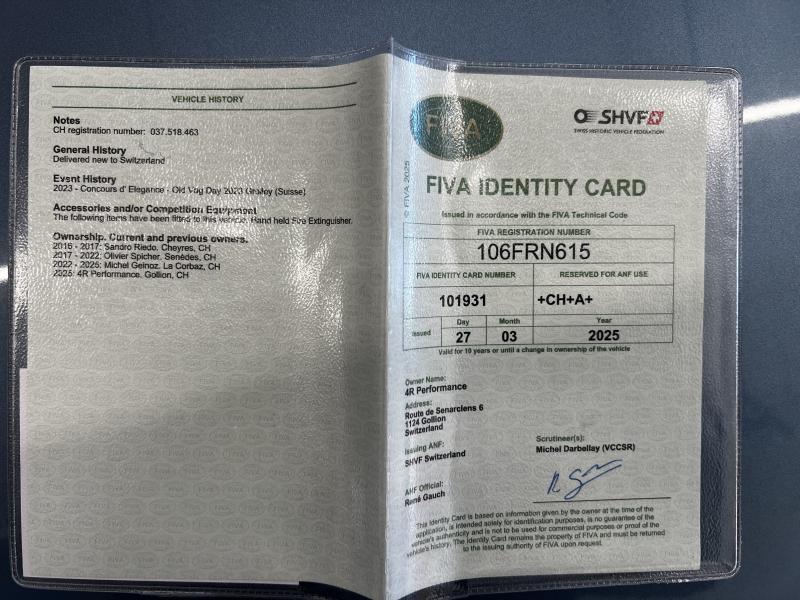 VEHICLE HISTORY
Notes
CH registration number: 037.518.463
General History
Delivered new to Switzerland
Event History
2023 - Concours d' Elegance - Old Vag Day 2023 (Suisse)
Accessories and/or Competition Equipment
The following items have been fitted to this vehicle. Hand held Fire Extinguisher.
Ownership. Current and previous owners.
2016 - 2017: Sandro Riedo, Cheyres, CH
2017 - 2022: Olivier Spicher, Senèdes, CH
2022 - 2025: Michel Geinoz, La Corbaz, CH
2025: 4R Performance, Gollion, CH
© FIVA 2025
FIVA
SHVF
SWISS HISTORIC VEHICLE FEDERATION
FIVA IDENTITY CARD
Issued in accordance with the FIVA Technical Code
FIVA REGISTRATION NUMBER
106FRN615
FIVA IDENTITY CARD NUMBER
RESERVED FOR ANF USE
101931
+CH+A+
Issued
Day
Month
Year
27
03
2025
Valid for 10 years or until a change in ownership of the vehicle
Owner Name:
4R Performance
Address:
Route de Senarclens 6
1124 Gollion
Switzerland
Issuing ANF:
SHVF Switzerland
Scrutineer(s):
Michel Darbellay (VCCSR)
ANF Official:
René Gauch
This Identity Card is based on information given by the owner at the time of the
application, is intended solely for identification purposes, is no guarantee of the
vehicle's authenticity and is not to be used for commercial purposes or proof of the
vehicle's history. The Identity Card remains the property of FIVA and must be returned
to the issuing authority of FIVA upon request.